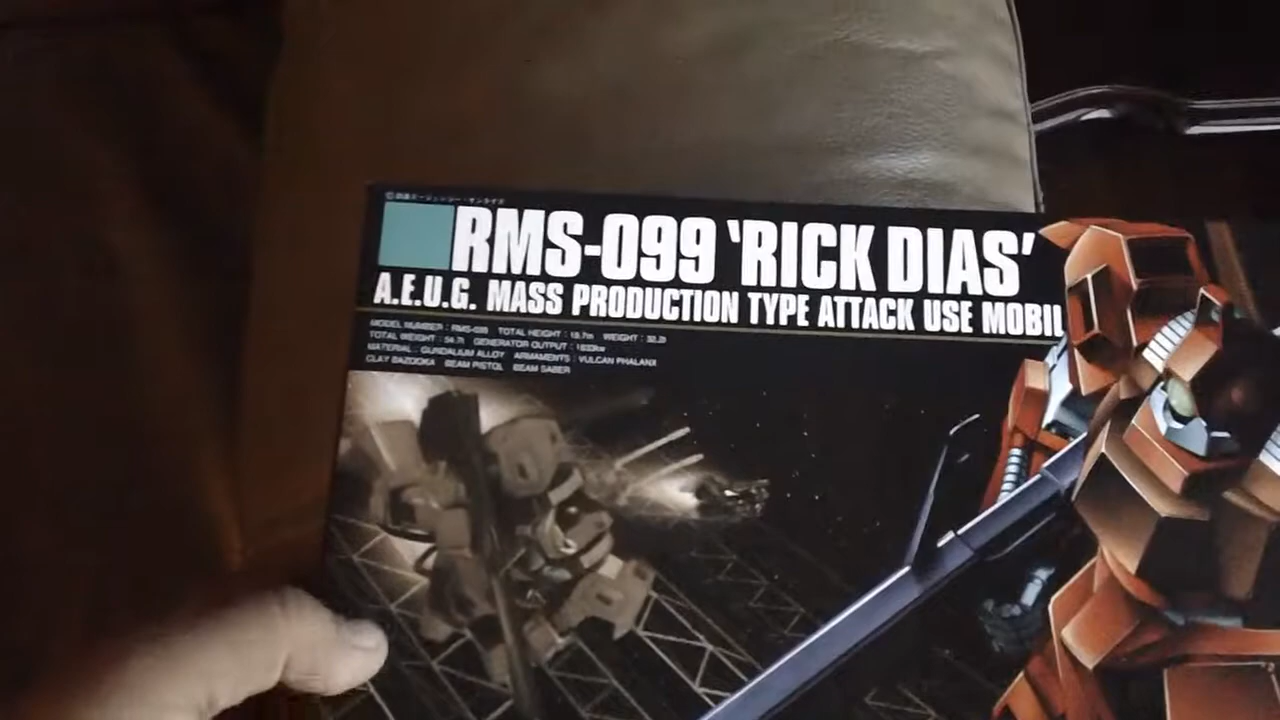 RMS-099 ‘RICK DIAS’
A.E.U.G. MASS PRODUCTION TYPE ATTACK USE MOBIL
MODEL NUMBER : RMS-099 TOTAL HEIGHT : 18.7m WEIGHT : 32.2t
TOTAL WEIGHT : 54.7t GENERATOR OUTPUT : 1833kw
MATERIAL : GUNDALIUM ALLOY ARMAMENTS : VULCAN PHALANX
CLAY BAZOOKA BEAM PISTOL BEAM SABER